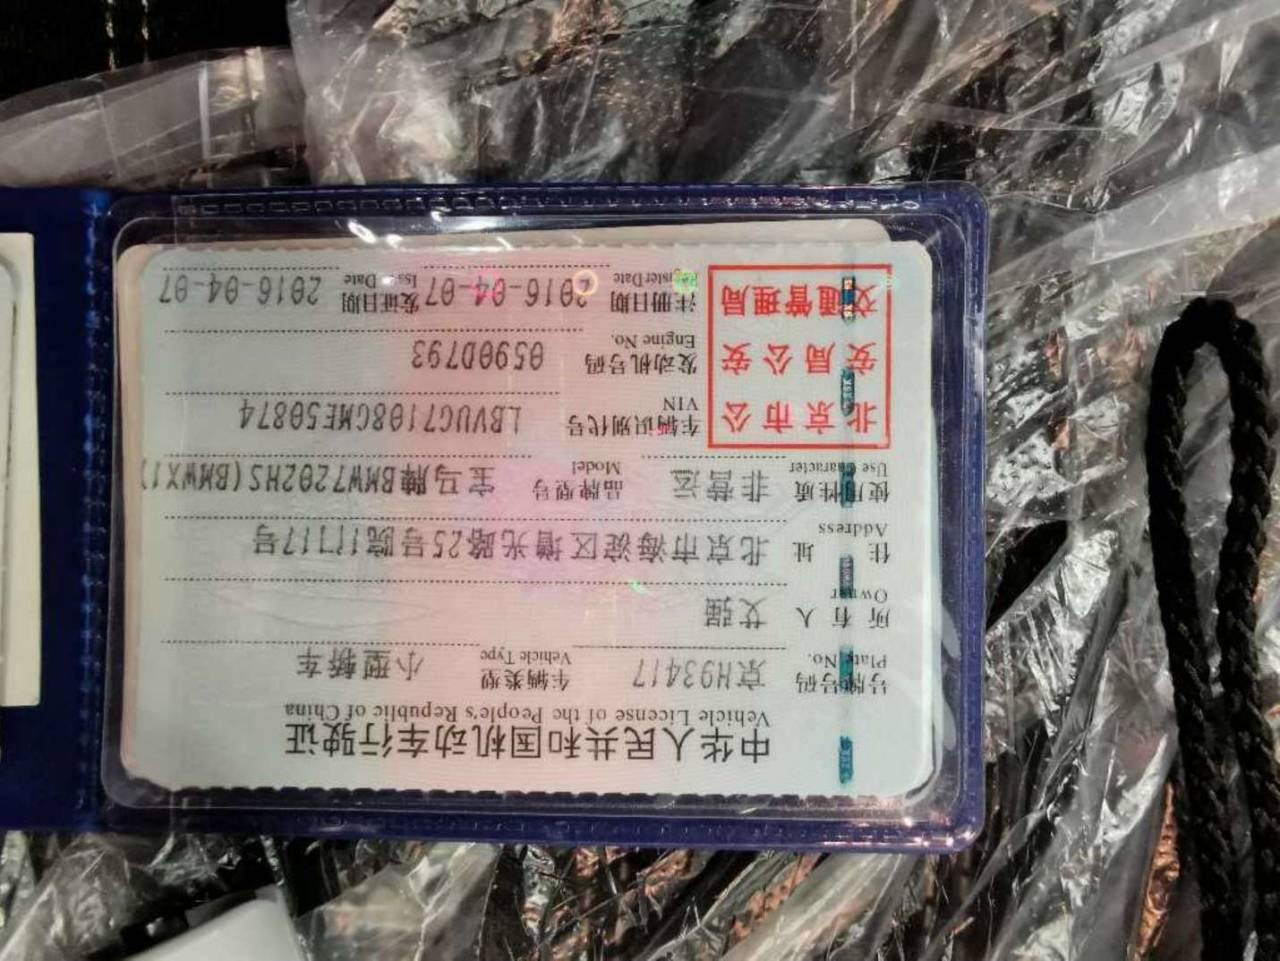 中华人民共和国机动车行驶证
Vehicle License of the People's Republic of China
号牌号码 京H93417 车辆类型 小型轿车
Plate No. Vehicle Type
所有人 艾强
Owner
住址 北京市海淀区增光路25号院1门117号
Address
使用性质 非营运 品牌型号 宝马牌BMW7202HS(BMWX1)
Use Character Model
北京市公
安局公安
交通管理局
车辆识别代号 LBVUG7108GME50874
VIN
发动机号码 0590D793
Engine No.
注册日期 2016-04-07 发证日期 2016-04-07
Register Date Issue Date